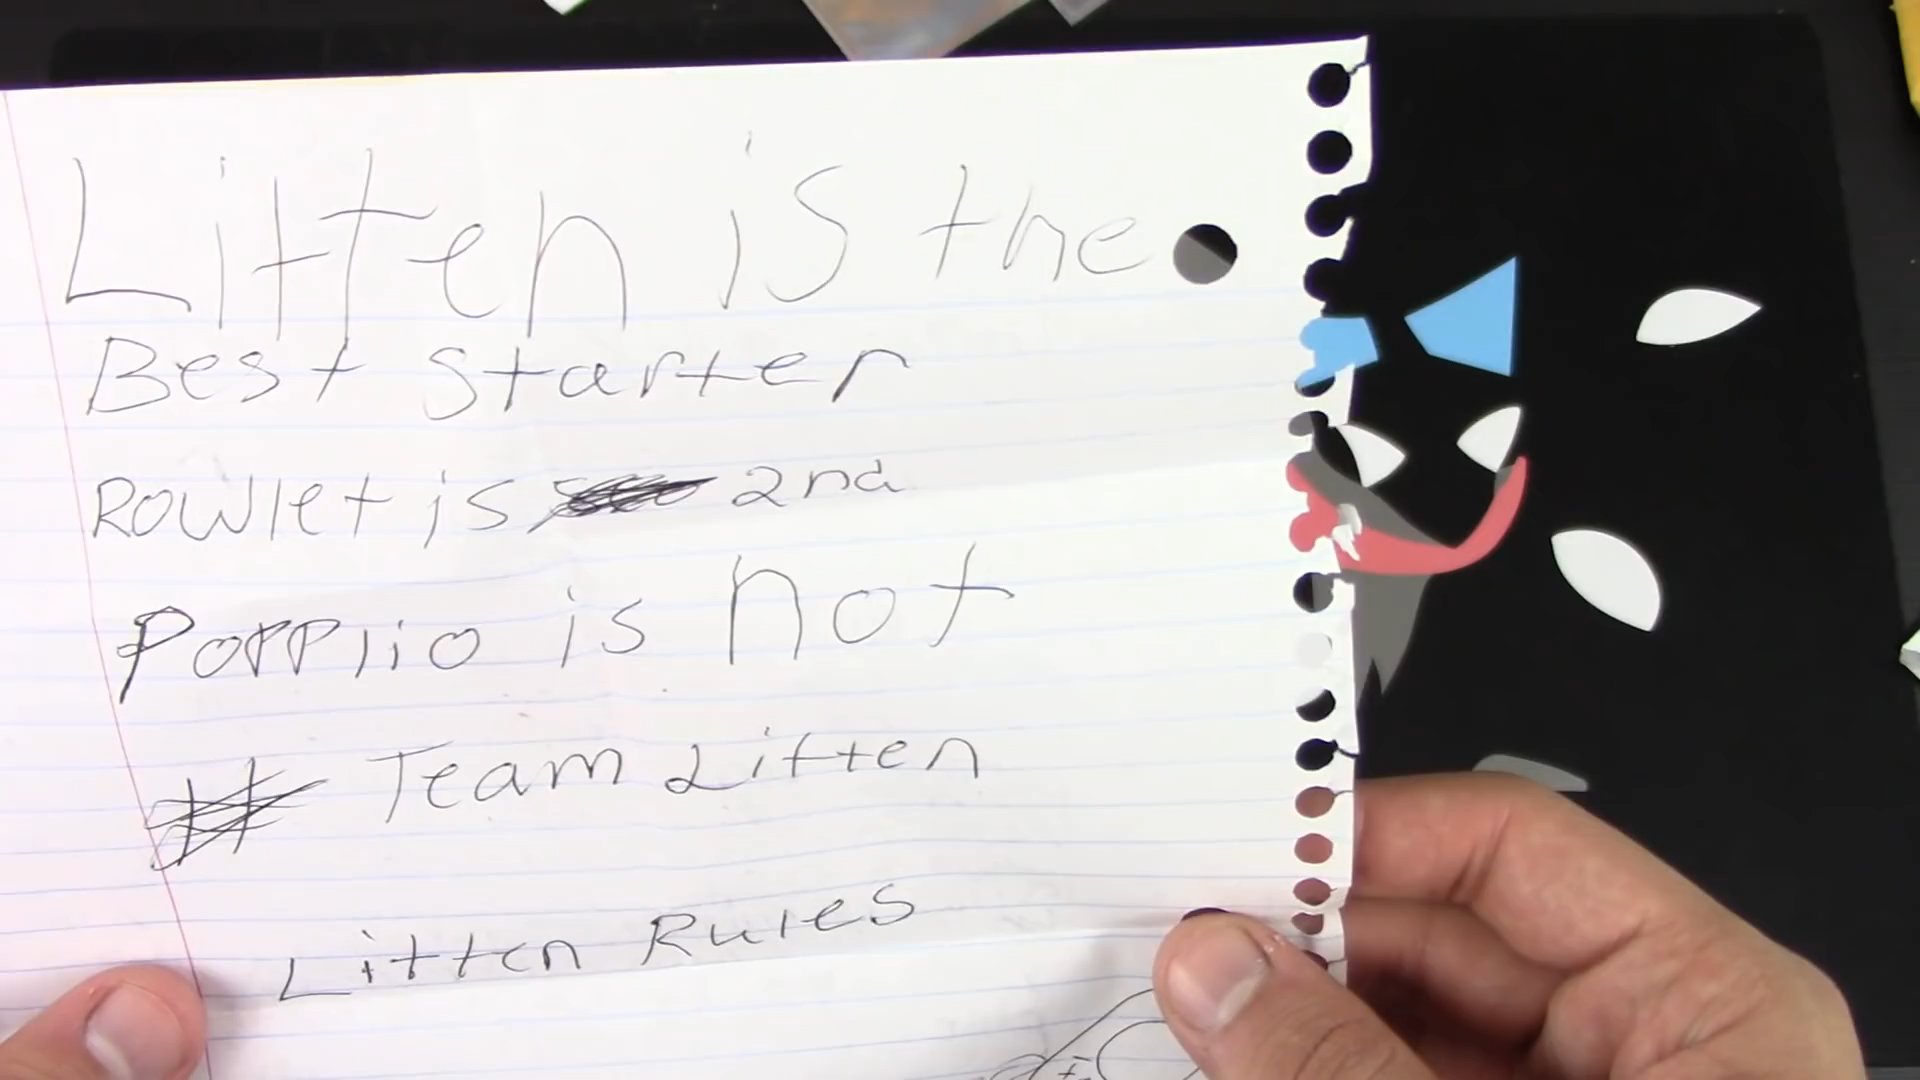 Litten is the
Best Starter
Rowlet is 2nd
Popplio is not
# Team Litten
Litten Rules